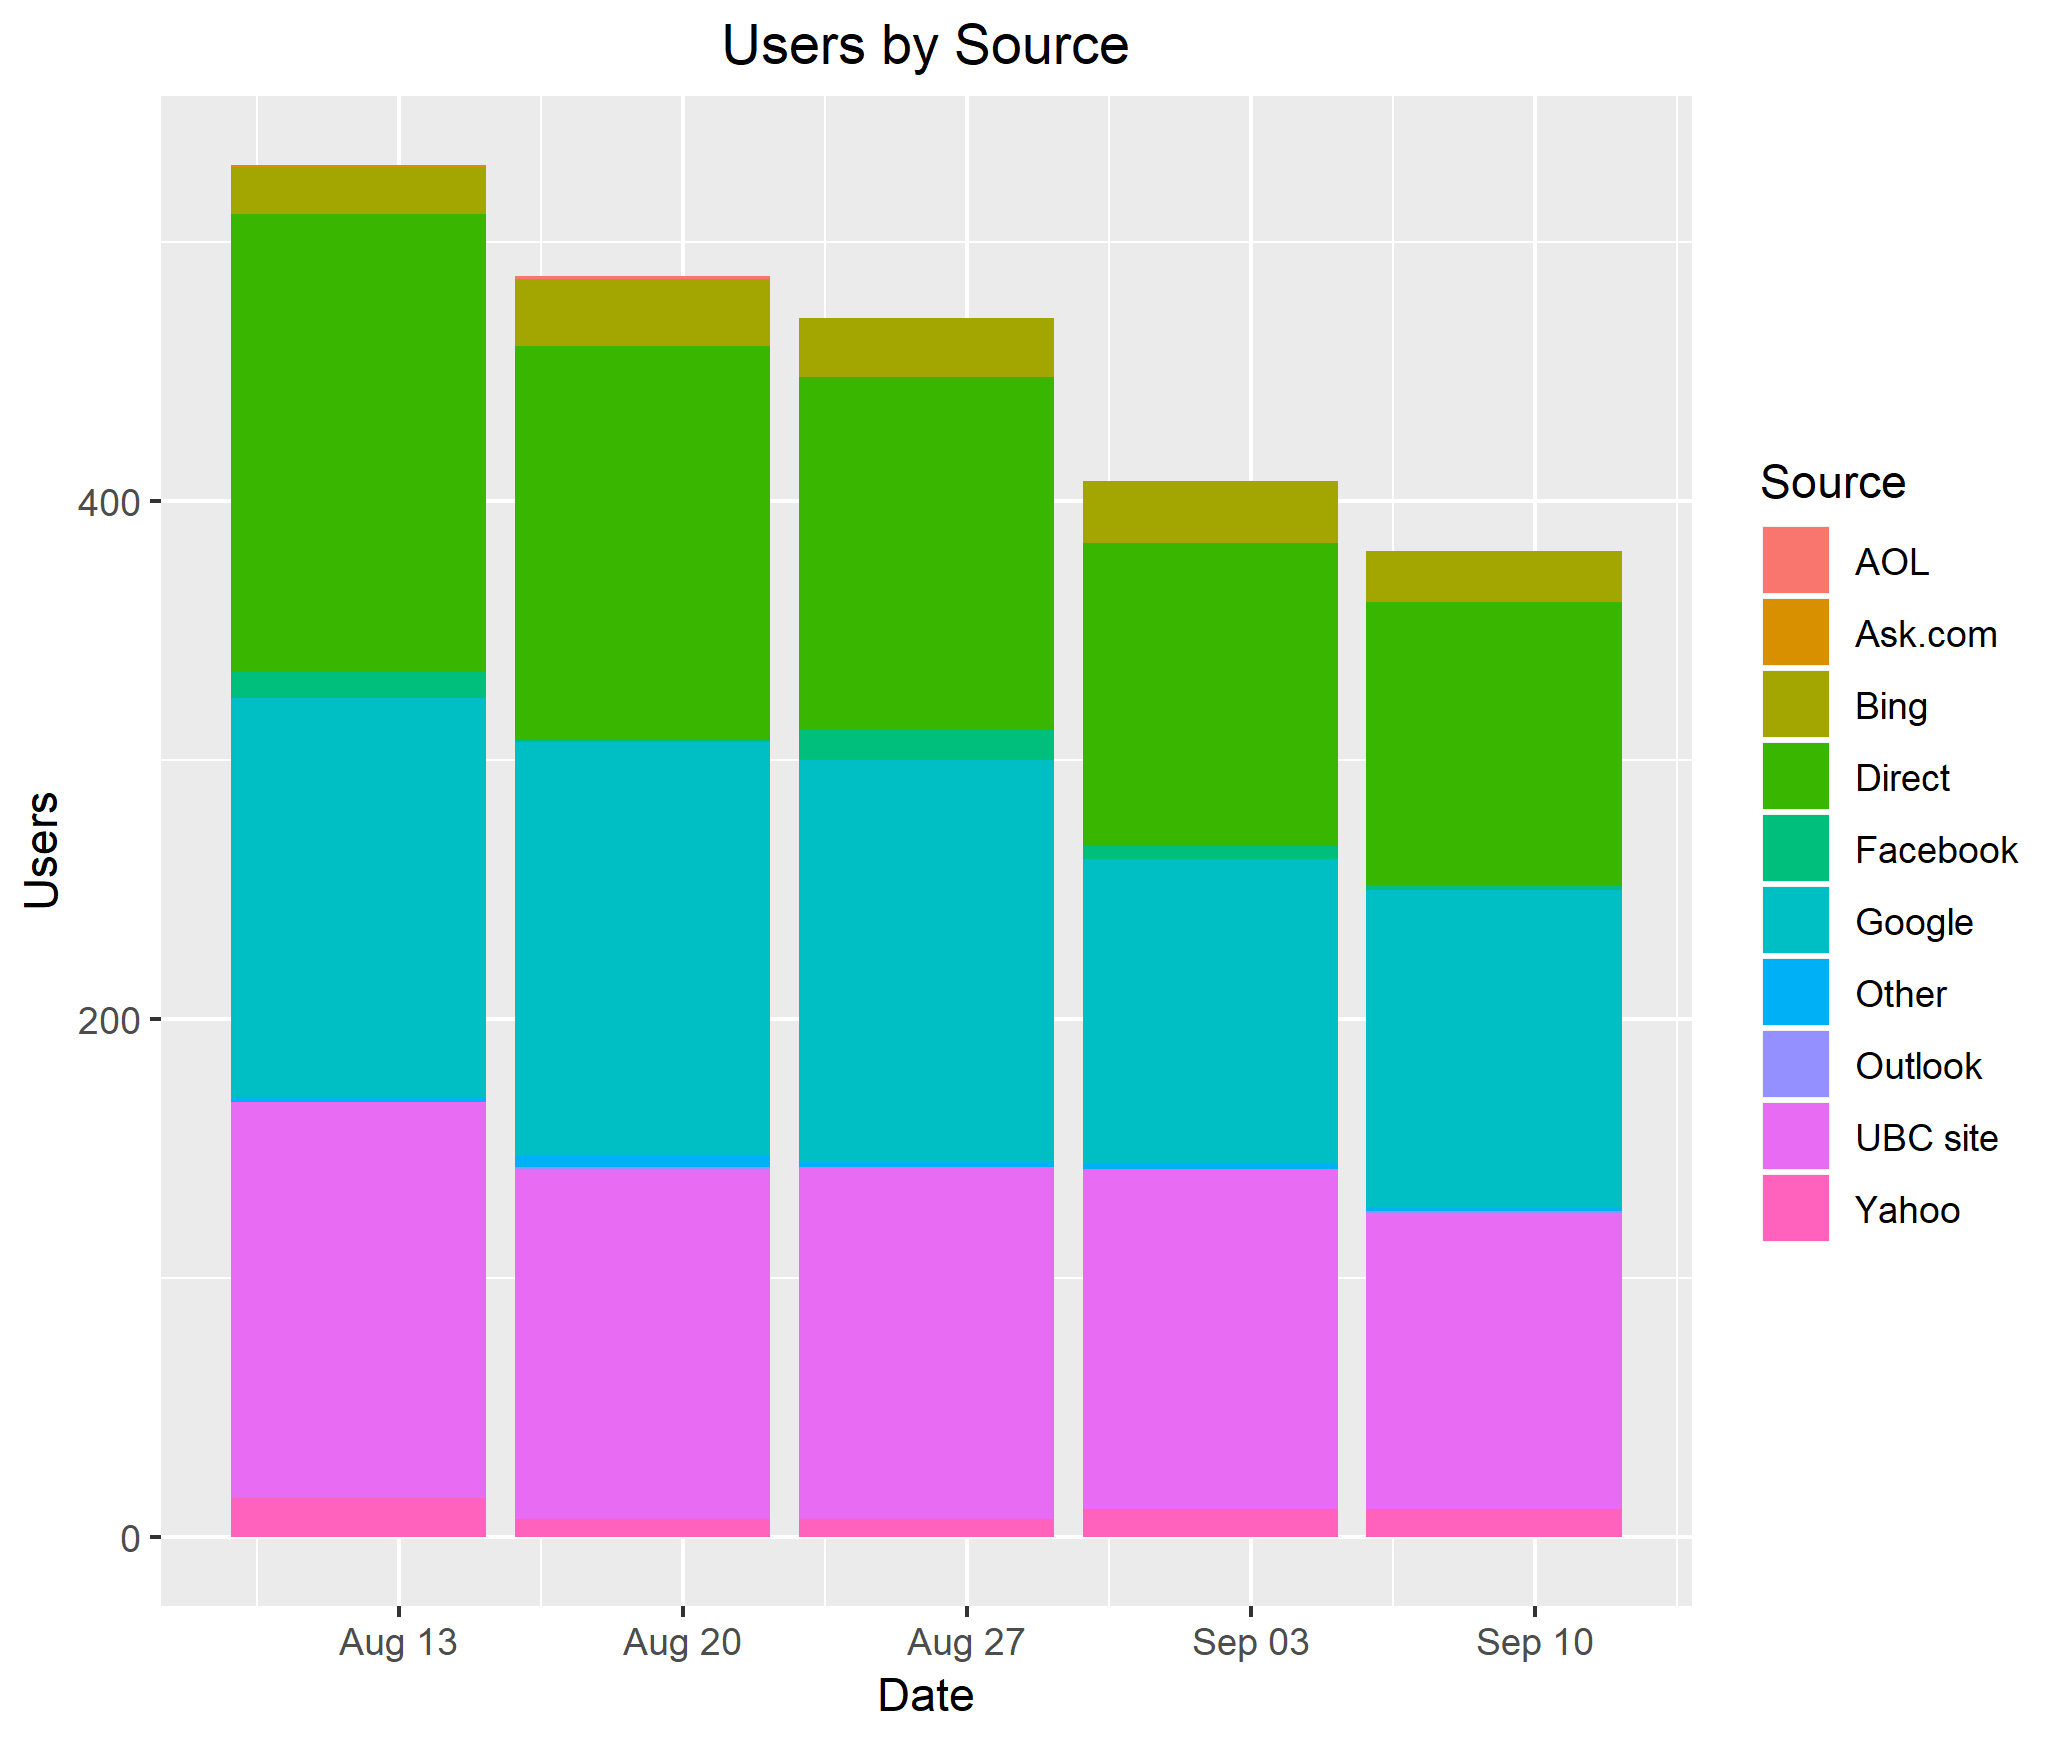 Users by Source
Users
400
200
0
Aug 13
Aug 20
Aug 27
Sep 03
Sep 10
Date
Source
AOL
Ask.com
Bing
Direct
Facebook
Google
Other
Outlook
UBC site
Yahoo